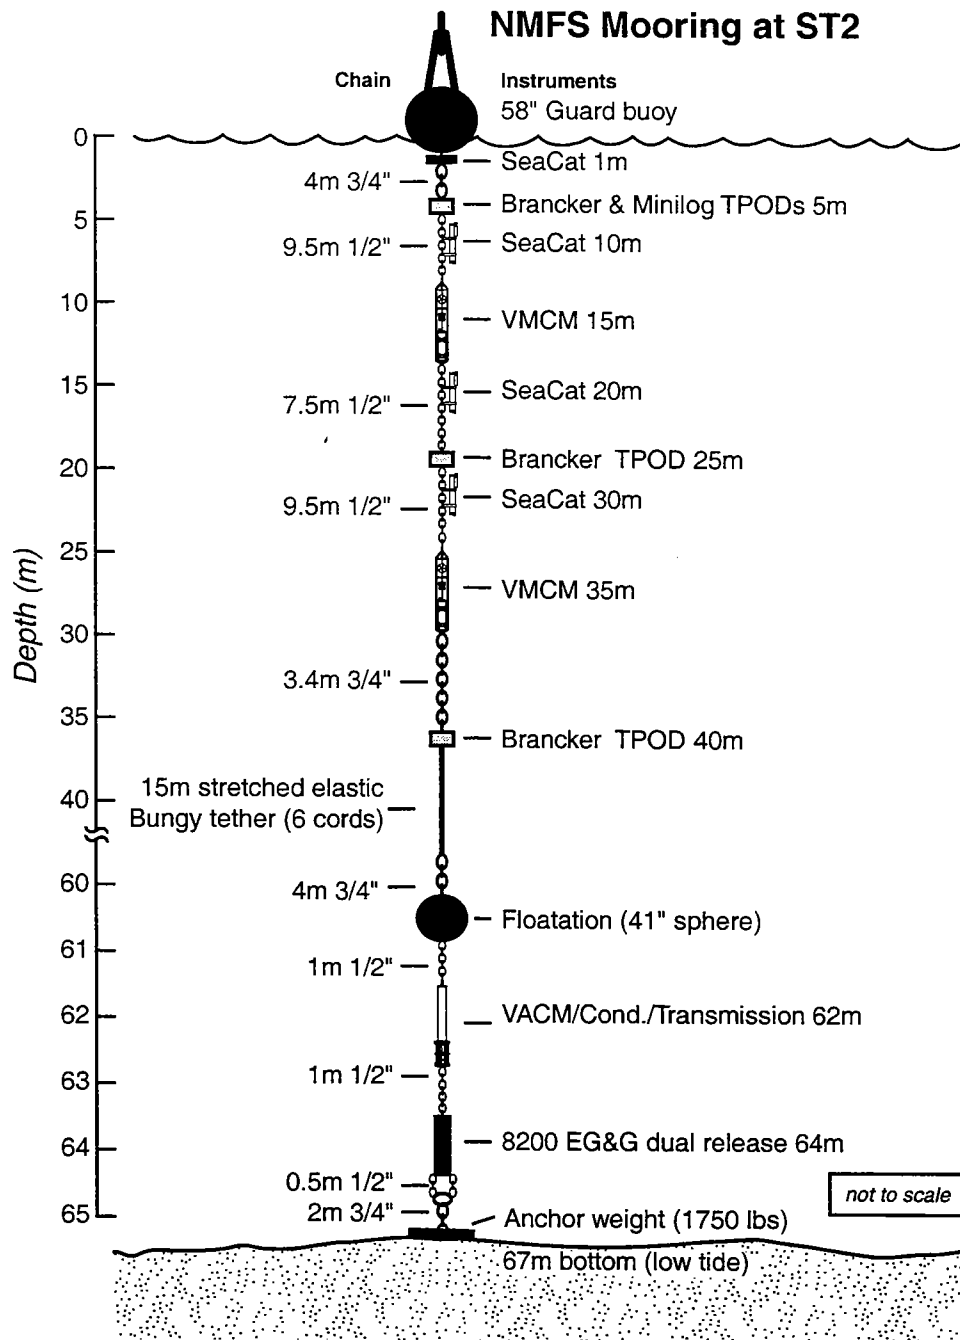 NMFS Mooring at ST2
Chain
Instruments
58" Guard buoy
0
SeaCat 1m
4m 3/4"
Brancker & Minilog TPODs 5m
5
9.5m 1/2"
SeaCat 10m
10
VMCM 15m
15
SeaCat 20m
7.5m 1/2"
Brancker TPOD 25m
20
SeaCat 30m
9.5m 1/2"
25
VMCM 35m
Depth (m)
30
3.4m 3/4"
35
Brancker TPOD 40m
15m stretched elastic
Bungy tether (6 cords)
40
60
4m 3/4"
Floatation (41" sphere)
61
1m 1/2"
62
VACM/Cond./Transmission 62m
1m 1/2"
63
8200 EG&G dual release 64m
64
0.5m 1/2"
not to scale
2m 3/4"
65
Anchor weight (1750 lbs)
67m bottom (low tide)